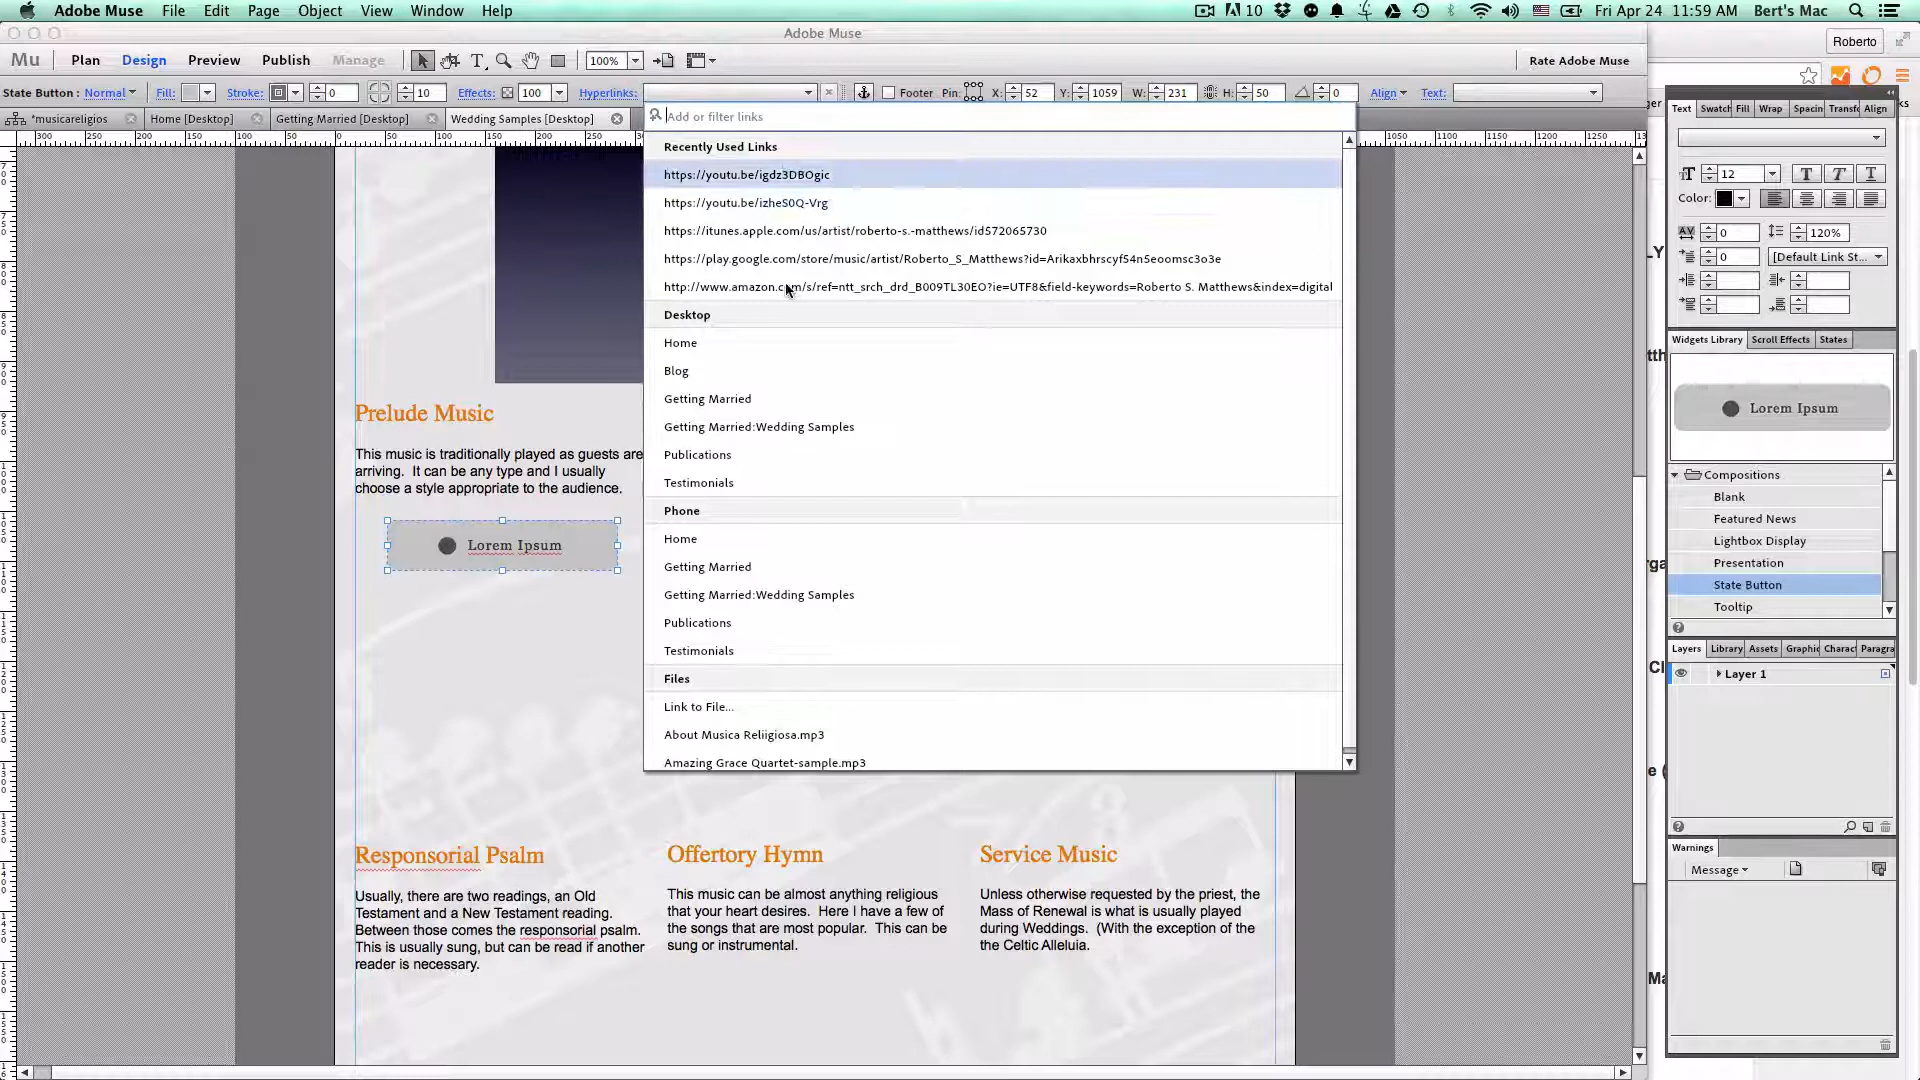 Adobe Muse File Edit Page Object View Window Help
10 Fri Apr 24 11:59 AM Bert's Mac
Adobe Muse
Roberto
Mu Plan Design Preview Publish Manage 100% Rate Adobe Muse
State Button : Normal Fill: Stroke: 0 10 Effects: 100 Hyperlinks: Footer Pin: X: 52 Y: 1059 W: 231 H: 50 0 Align Text:
*musicareligios Home [Desktop] Getting Married [Desktop] Wedding Samples [Desktop]
Add or filter links
Recently Used Links
https://youtu.be/igdz3DBOgic
https://youtu.be/izheS0Q-Vrg
https://itunes.apple.com/us/artist/roberto-s.-matthews/id572065730
https://play.google.com/store/music/artist/Roberto_S_Matthews?id=Arikaxbhrscyf54n5eoomsc3o3e
http://www.amazon.com/s/ref=ntt_srch_drd_B009TL30EO?ie=UTF8&field-keywords=Roberto S. Matthews&index=digital
Desktop
Home
Blog
Getting Married
Getting Married:Wedding Samples
Publications
Testimonials
Phone
Home
Getting Married
Getting Married:Wedding Samples
Publications
Testimonials
Files
Link to File...
About Musica Reliigiosa.mp3
Amazing Grace Quartet-sample.mp3
Prelude Music
This music is traditionally played as guests are
arriving. It can be any type and I usually
choose a style appropriate to the audience.
Lorem Ipsum
Responsorial Psalm
Usually, there are two readings, an Old
Testament and a New Testament reading.
Between those comes the responsorial psalm.
This is usually sung, but can be read if another
reader is necessary.
Offertory Hymn
This music can be almost anything religious
that your heart desires. Here I have a few of
the songs that are most popular. This can be
sung or instrumental.
Service Music
Unless otherwise requested by the priest, the
Mass of Renewal is what is usually played
during Weddings. (With the exception of the
the Celtic Alleluia.
Text Swatch Fill Wrap Spacin Transfo Align
12
Color:
0 120%
0 [Default Link St...
Widgets Library Scroll Effects States
Lorem Ipsum
Compositions
Blank
Featured News
Lightbox Display
Presentation
State Button
Tooltip
Layers Library Assets Graphic Charac Paragra
Layer 1
Warnings
Message